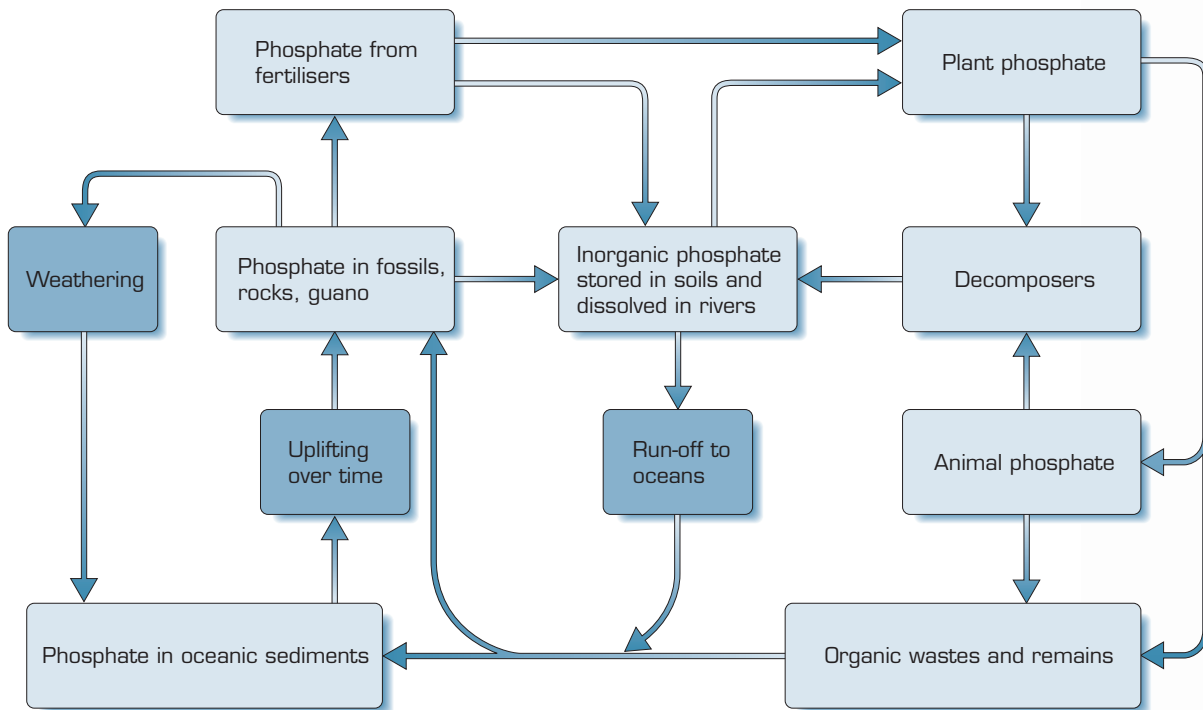 Phosphate from
fertilisers
Plant phosphate
Weathering
Phosphate in fossils,
rocks, guano
Inorganic phosphate
stored in soils and
dissolved in rivers
Decomposers
Uplifting
over time
Run-off to
oceans
Animal phosphate
Phosphate in oceanic sediments
Organic wastes and remains